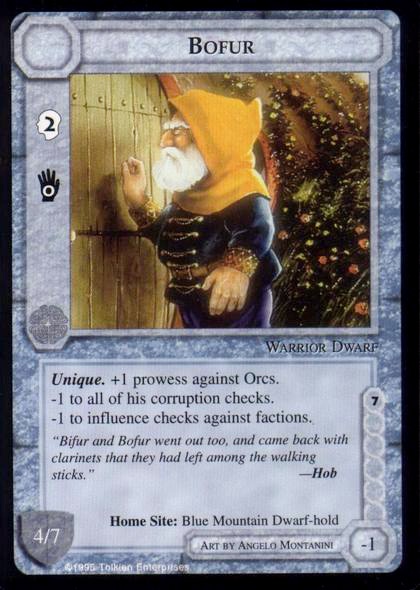 BOFUR
2
0
WARRIOR DWARF
Unique. +1 prowess against Orcs.
-1 to all of his corruption checks.
-1 to influence checks against factions.
7
"Bifur and Bofur went out too, and came back with
clarinets that they had left among the walking
sticks." —Hob
Home Site: Blue Mountain Dwarf-hold
4/7
ART BY ANGELO MONTANINI
-1
©1995 Tolkien Enterprises